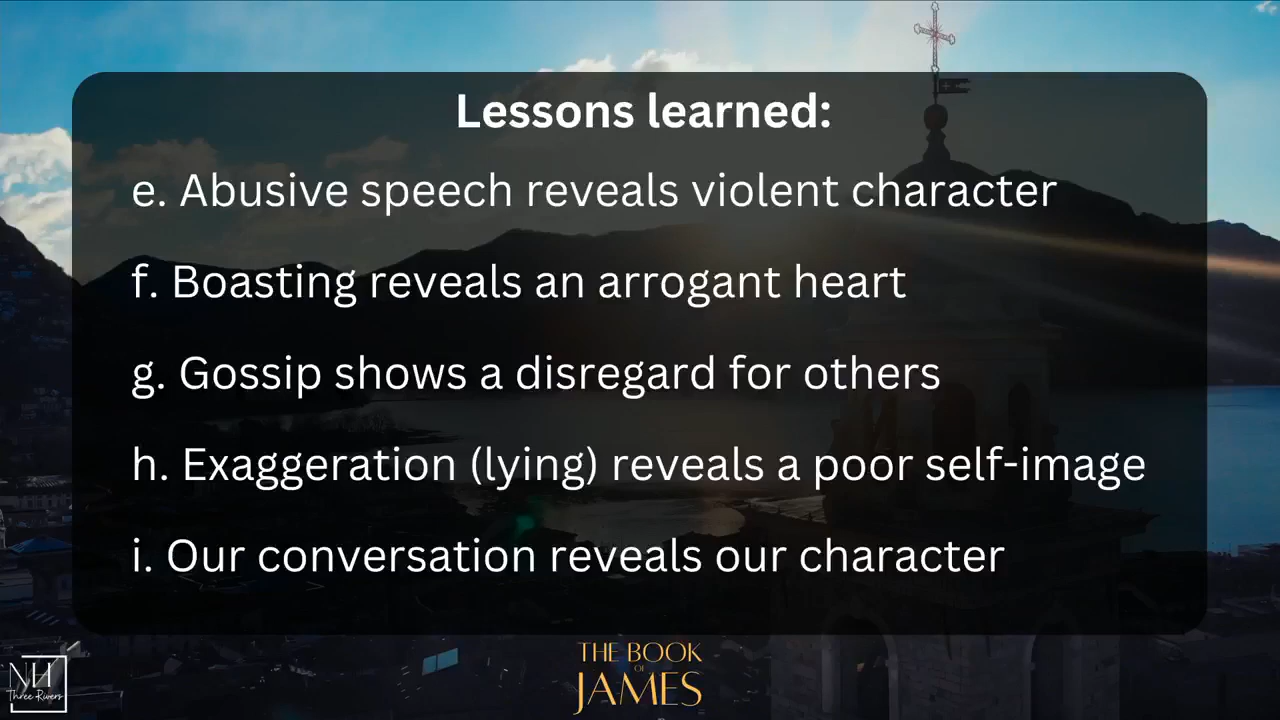 Lessons learned:
e. Abusive speech reveals violent character
f. Boasting reveals an arrogant heart
g. Gossip shows a disregard for others
h. Exaggeration (lying) reveals a poor self-image
i. Our conversation reveals our character
THE BOOK
OF
JAMES
NH
Three Rivers